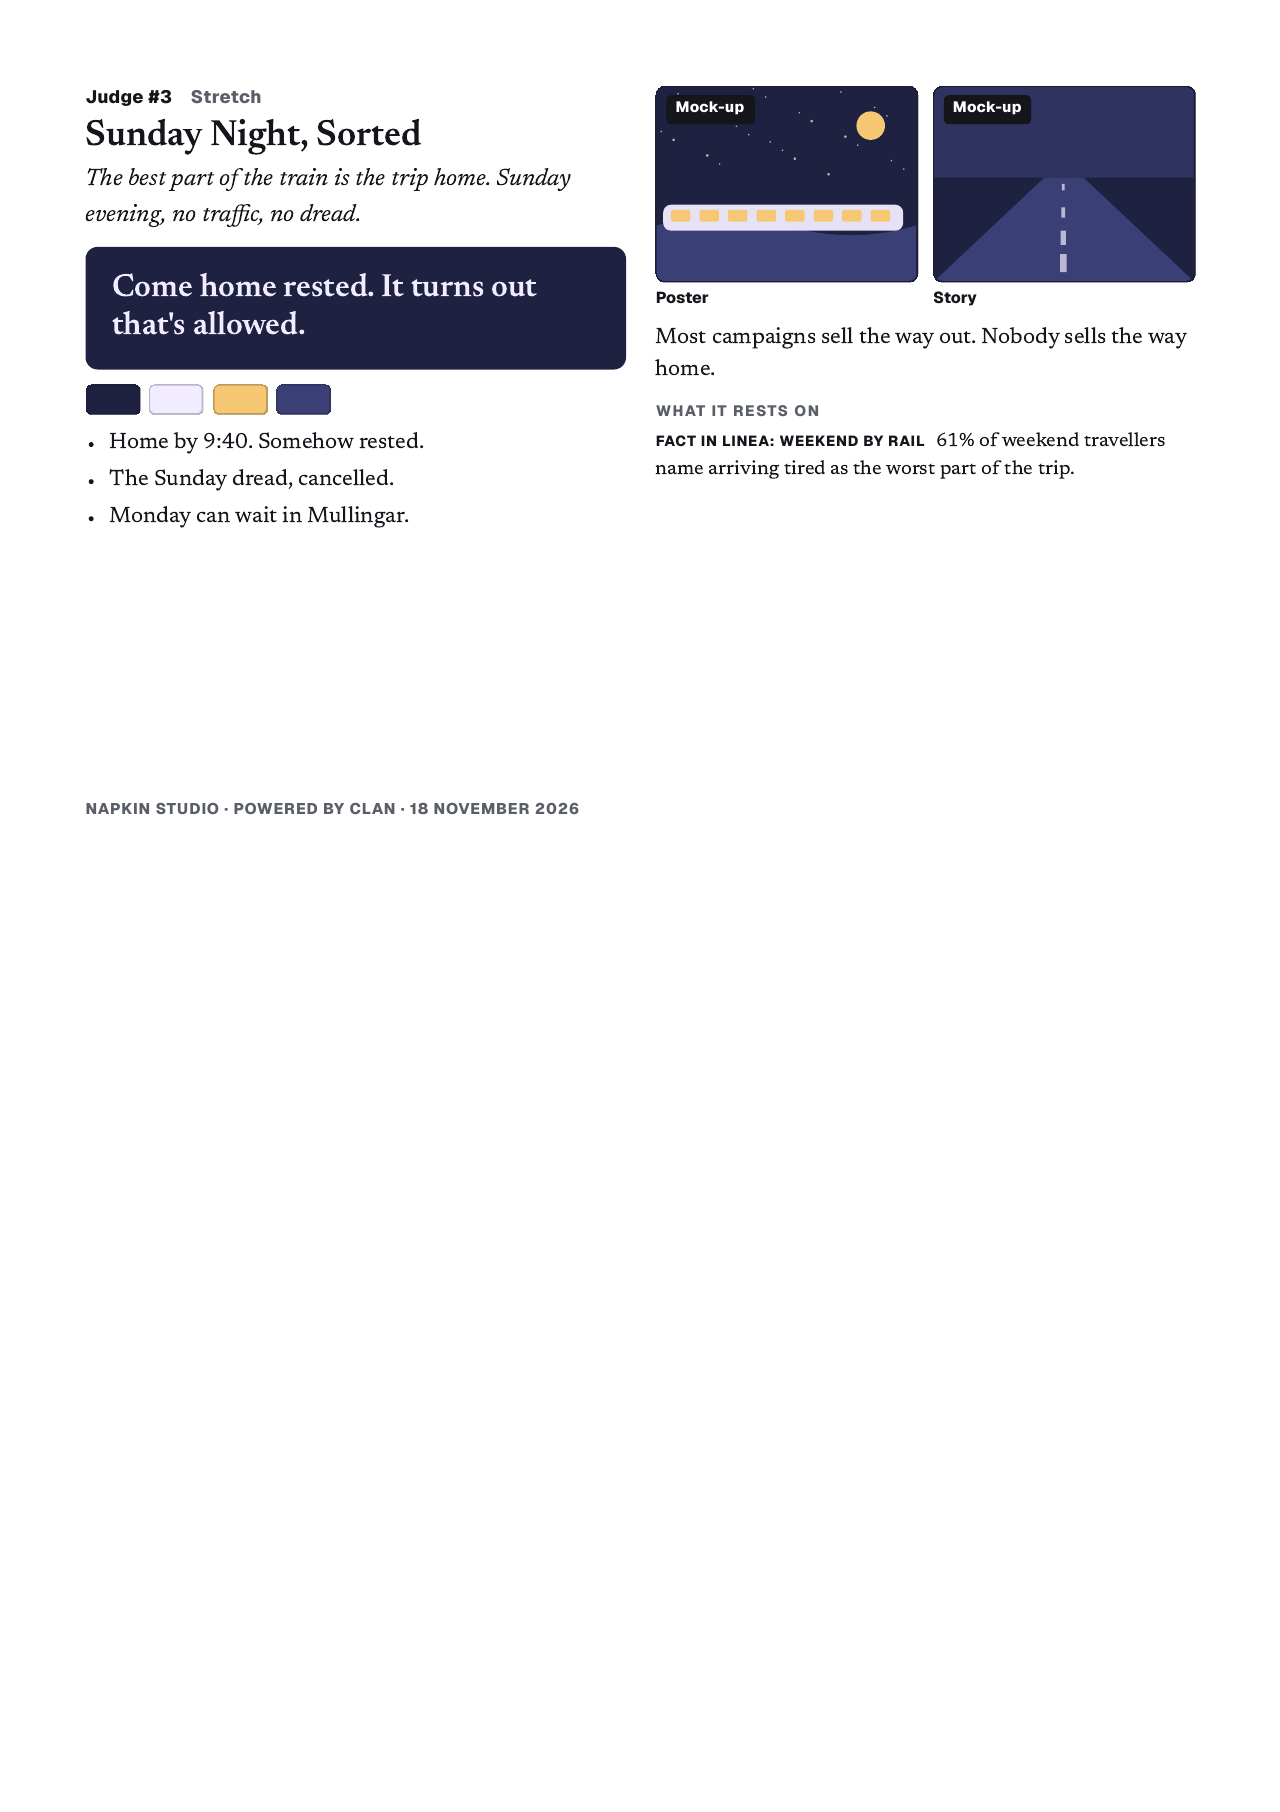 Judge #3 Stretch
Sunday Night, Sorted
The best part of the train is the trip home. Sunday
evening, no traffic, no dread.
Come home rested. It turns out
that's allowed.
• Home by 9:40. Somehow rested.
• The Sunday dread, cancelled.
• Monday can wait in Mullingar.
Mock-up
Poster
Mock-up
Story
Most campaigns sell the way out. Nobody sells the way
home.
WHAT IT RESTS ON
FACT IN LINEA: WEEKEND BY RAIL 61% of weekend travellers
name arriving tired as the worst part of the trip.
NAPKIN STUDIO · POWERED BY CLAN · 18 NOVEMBER 2026